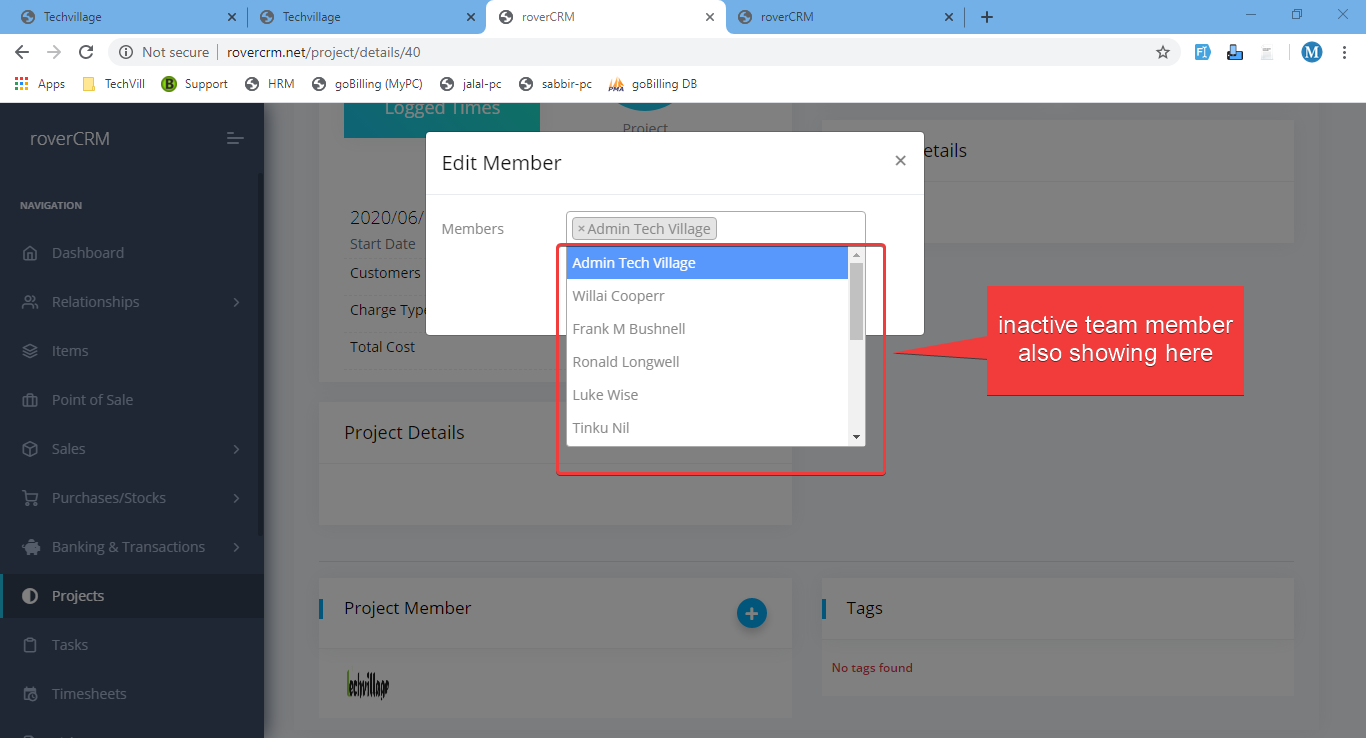 Techvillage
Techvillage
roverCRM
roverCRM
Not secure
rovercrm.net/project/details/40
M
Apps
TechVill
B
Support
HRM
goBilling (MyPC)
jalal-pc
sabbir-pc
PMA
goBilling DB
roverCRM
NAVIGATION
Dashboard
Relationships
Items
Point of Sale
Sales
Purchases/Stocks
Banking & Transactions
Projects
Tasks
Timesheets
Logged Times
Project
2020/06/
Start Date
Customers
Charge Type
Total Cost
etails
Edit Member
×
Members
× Admin Tech Village
Admin Tech Village
Willai Cooperr
Frank M Bushnell
Ronald Longwell
Luke Wise
Tinku Nil
inactive team member
also showing here
Project Details
Project Member
techvillage
Tags
No tags found